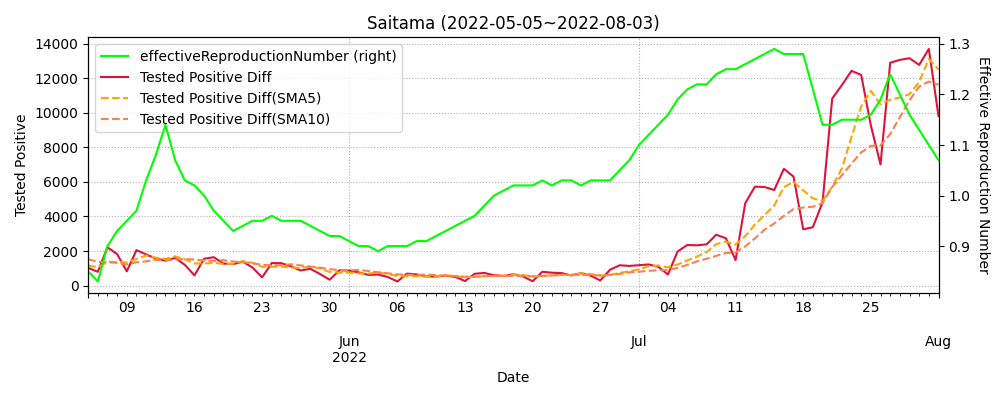 Saitama (2022-05-05~2022-08-03)
effectiveReproductionNumber (right)
Tested Positive Diff
Tested Positive Diff(SMA5)
Tested Positive Diff(SMA10)
Tested Positive
14000
12000
10000
8000
6000
4000
2000
0
1.3
1.2
1.1
1.0
0.9
Effective Reproduction Number
09 16 23 30 06 13 20 27 04 11 18 25
Jun Jul Aug
2022
Date